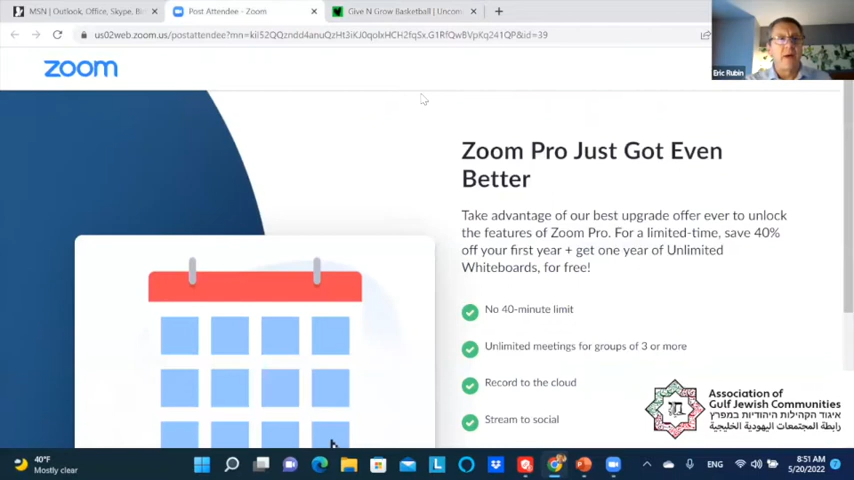 MSN | Outlook, Office, Skype, Bi
Post Attendee - Zoom
Give N Grow Basketball | Uncom
us02web.zoom.us/postattendee?mn=kil52QQzndd4anuQzHt3iKJ0qolxHCH2fqSx.G1RfQwBVpKq241QP&id=39
Eric Rubin
zoom
Zoom Pro Just Got Even
Better
Take advantage of our best upgrade offer ever to unlock
the features of Zoom Pro. For a limited-time, save 40%
off your first year + get one year of Unlimited
Whiteboards, for free!
No 40-minute limit
Unlimited meetings for groups of 3 or more
Record to the cloud
Stream to social
Association of
Gulf Jewish Communities
איגוד הקהילות היהודיות במפרץ
رابطة المجتمعات اليهودية الخليجية
40°F
Mostly clear
ENG
8:51 AM
5/20/2022